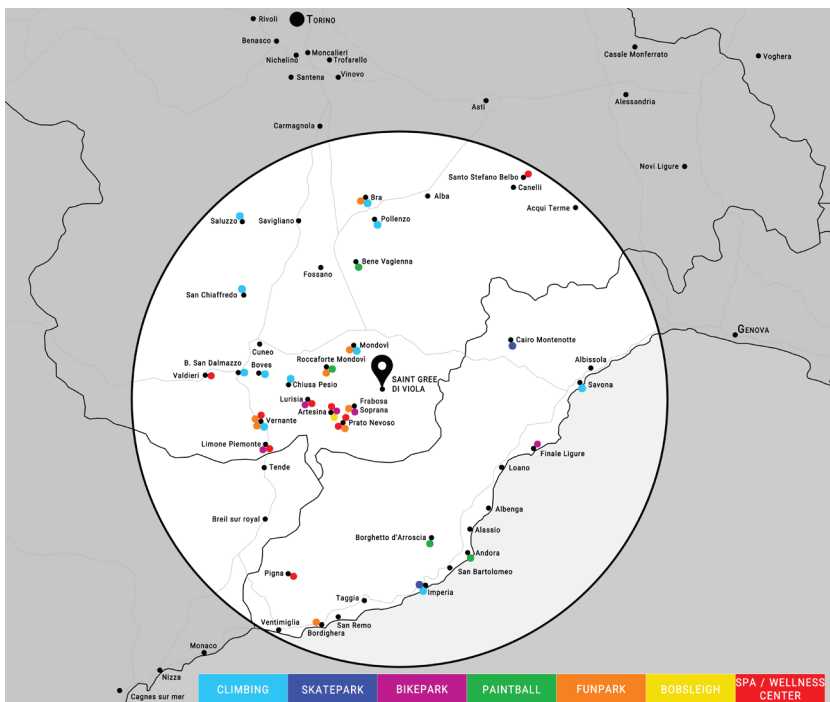 Rivoli
TORINO
Benasco
Moncalieri
Nichelino
Trofarello
Santena
Vinovo
Casale Monferrato
Voghera
Asti
Alessandria
Carmagnola
Novi Ligure
Santo Stefano Belbo
Canelli
Bra
Alba
Acqui Terme
Saluzzo
Savigliano
Pollenzo
Bene Vagienna
Fossano
San Chiaffredo
GENOVA
Cairo Montenotte
Mondovì
Cuneo
Albissola
B. San Dalmazzo
Boves
Roccaforte Mondovì
Valdieri
SAINT GREE
DI VIOLA
Chiusa Pesio
Savona
Lurisia
Frabosa
Soprana
Artesina
Vernante
Prato Nevoso
Limone Piemonte
Finale Ligure
Tende
Loano
Albenga
Breil sur royal
Alassio
Borghetto d'Arroscia
Andora
San Bartolomeo
Pigna
Imperia
Taggia
San Remo
Ventimiglia
Bordighera
Monaco
Nizza
Cagnes sur mer
CLIMBING
SKATEPARK
BIKEPARK
PAINTBALL
FUNPARK
BOBSLEIGH
SPA / WELLNESS
CENTER